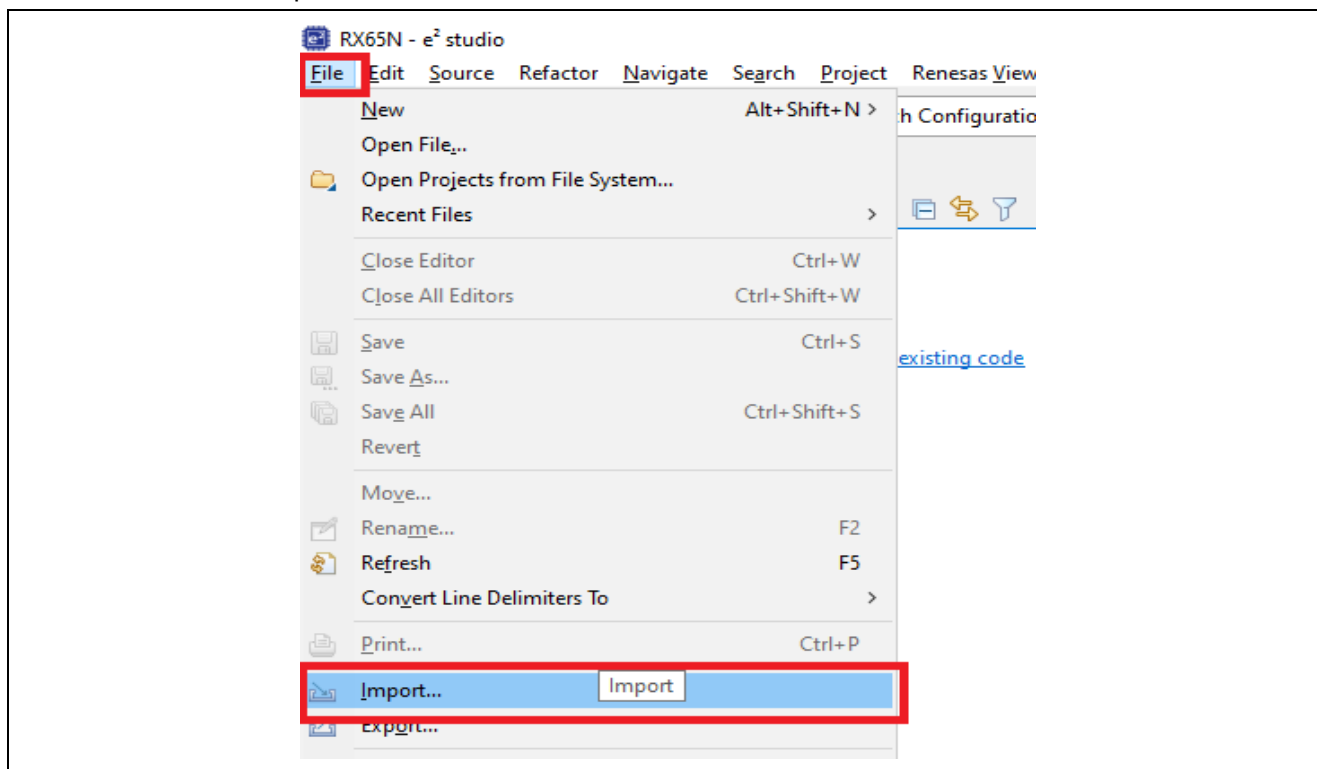 RX65N - e² studio
File Edit Source Refactor Navigate Search Project Renesas View
New Alt+Shift+N >
h Configuratio
Open File...
Open Projects from File System...
Recent Files >
Close Editor Ctrl+W
Close All Editors Ctrl+Shift+W
Save Ctrl+S
existing code
Save As...
Save All Ctrl+Shift+S
Revert
Move...
Rename... F2
Refresh F5
Convert Line Delimiters To >
Print... Ctrl+P
Import... Import
Export...